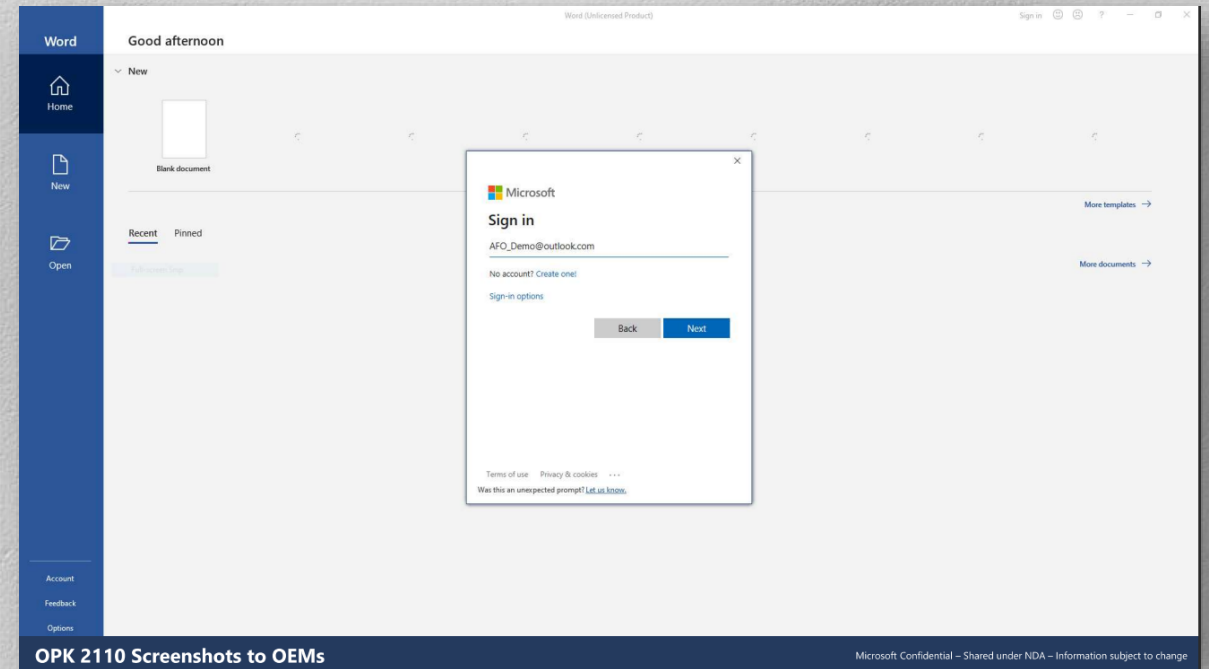 Word (Unlicensed Product)
Sign in
?
Word
Good afternoon
Home
New
Blank document
New
More templates
Recent Pinned
Open
More documents
Microsoft
Sign in
AFO_Demo@outlook.com
No account? Create one!
Sign-in options
Back Next
Terms of use Privacy & cookies ...
Was this an unexpected prompt? Let us know.
Account
Feedback
Options
OPK 2110 Screenshots to OEMs
Microsoft Confidential – Shared under NDA – Information subject to change